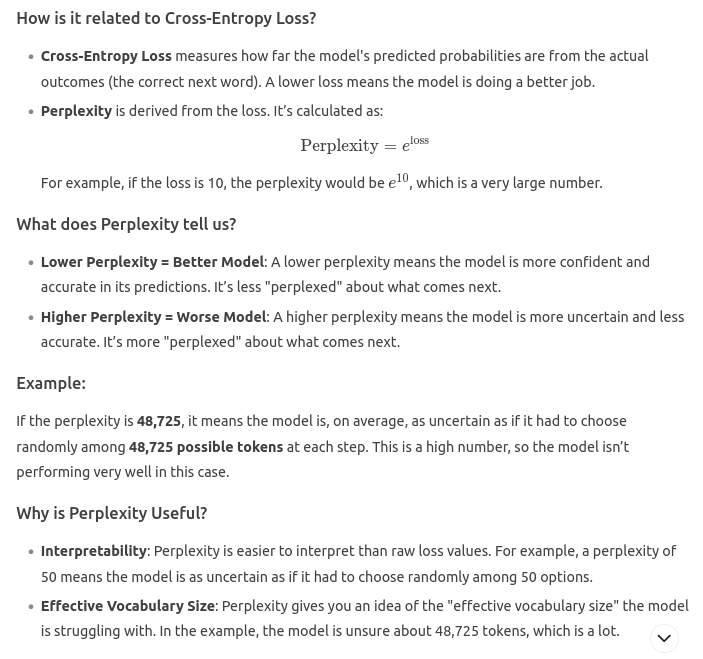 How is it related to Cross-Entropy Loss?
• Cross-Entropy Loss measures how far the model's predicted probabilities are from the actual
outcomes (the correct next word). A lower loss means the model is doing a better job.
• Perplexity is derived from the loss. It's calculated as:
Perplexity = e^loss
For example, if the loss is 10, the perplexity would be e^10, which is a very large number.
What does Perplexity tell us?
• Lower Perplexity = Better Model: A lower perplexity means the model is more confident and
accurate in its predictions. It's less "perplexed" about what comes next.
• Higher Perplexity = Worse Model: A higher perplexity means the model is more uncertain and less
accurate. It's more "perplexed" about what comes next.
Example:
If the perplexity is 48,725, it means the model is, on average, as uncertain as if it had to choose
randomly among 48,725 possible tokens at each step. This is a high number, so the model isn't
performing very well in this case.
Why is Perplexity Useful?
• Interpretability: Perplexity is easier to interpret than raw loss values. For example, a perplexity of
50 means the model is as uncertain as if it had to choose randomly among 50 options.
• Effective Vocabulary Size: Perplexity gives you an idea of the "effective vocabulary size" the model
is struggling with. In the example, the model is unsure about 48,725 tokens, which is a lot.